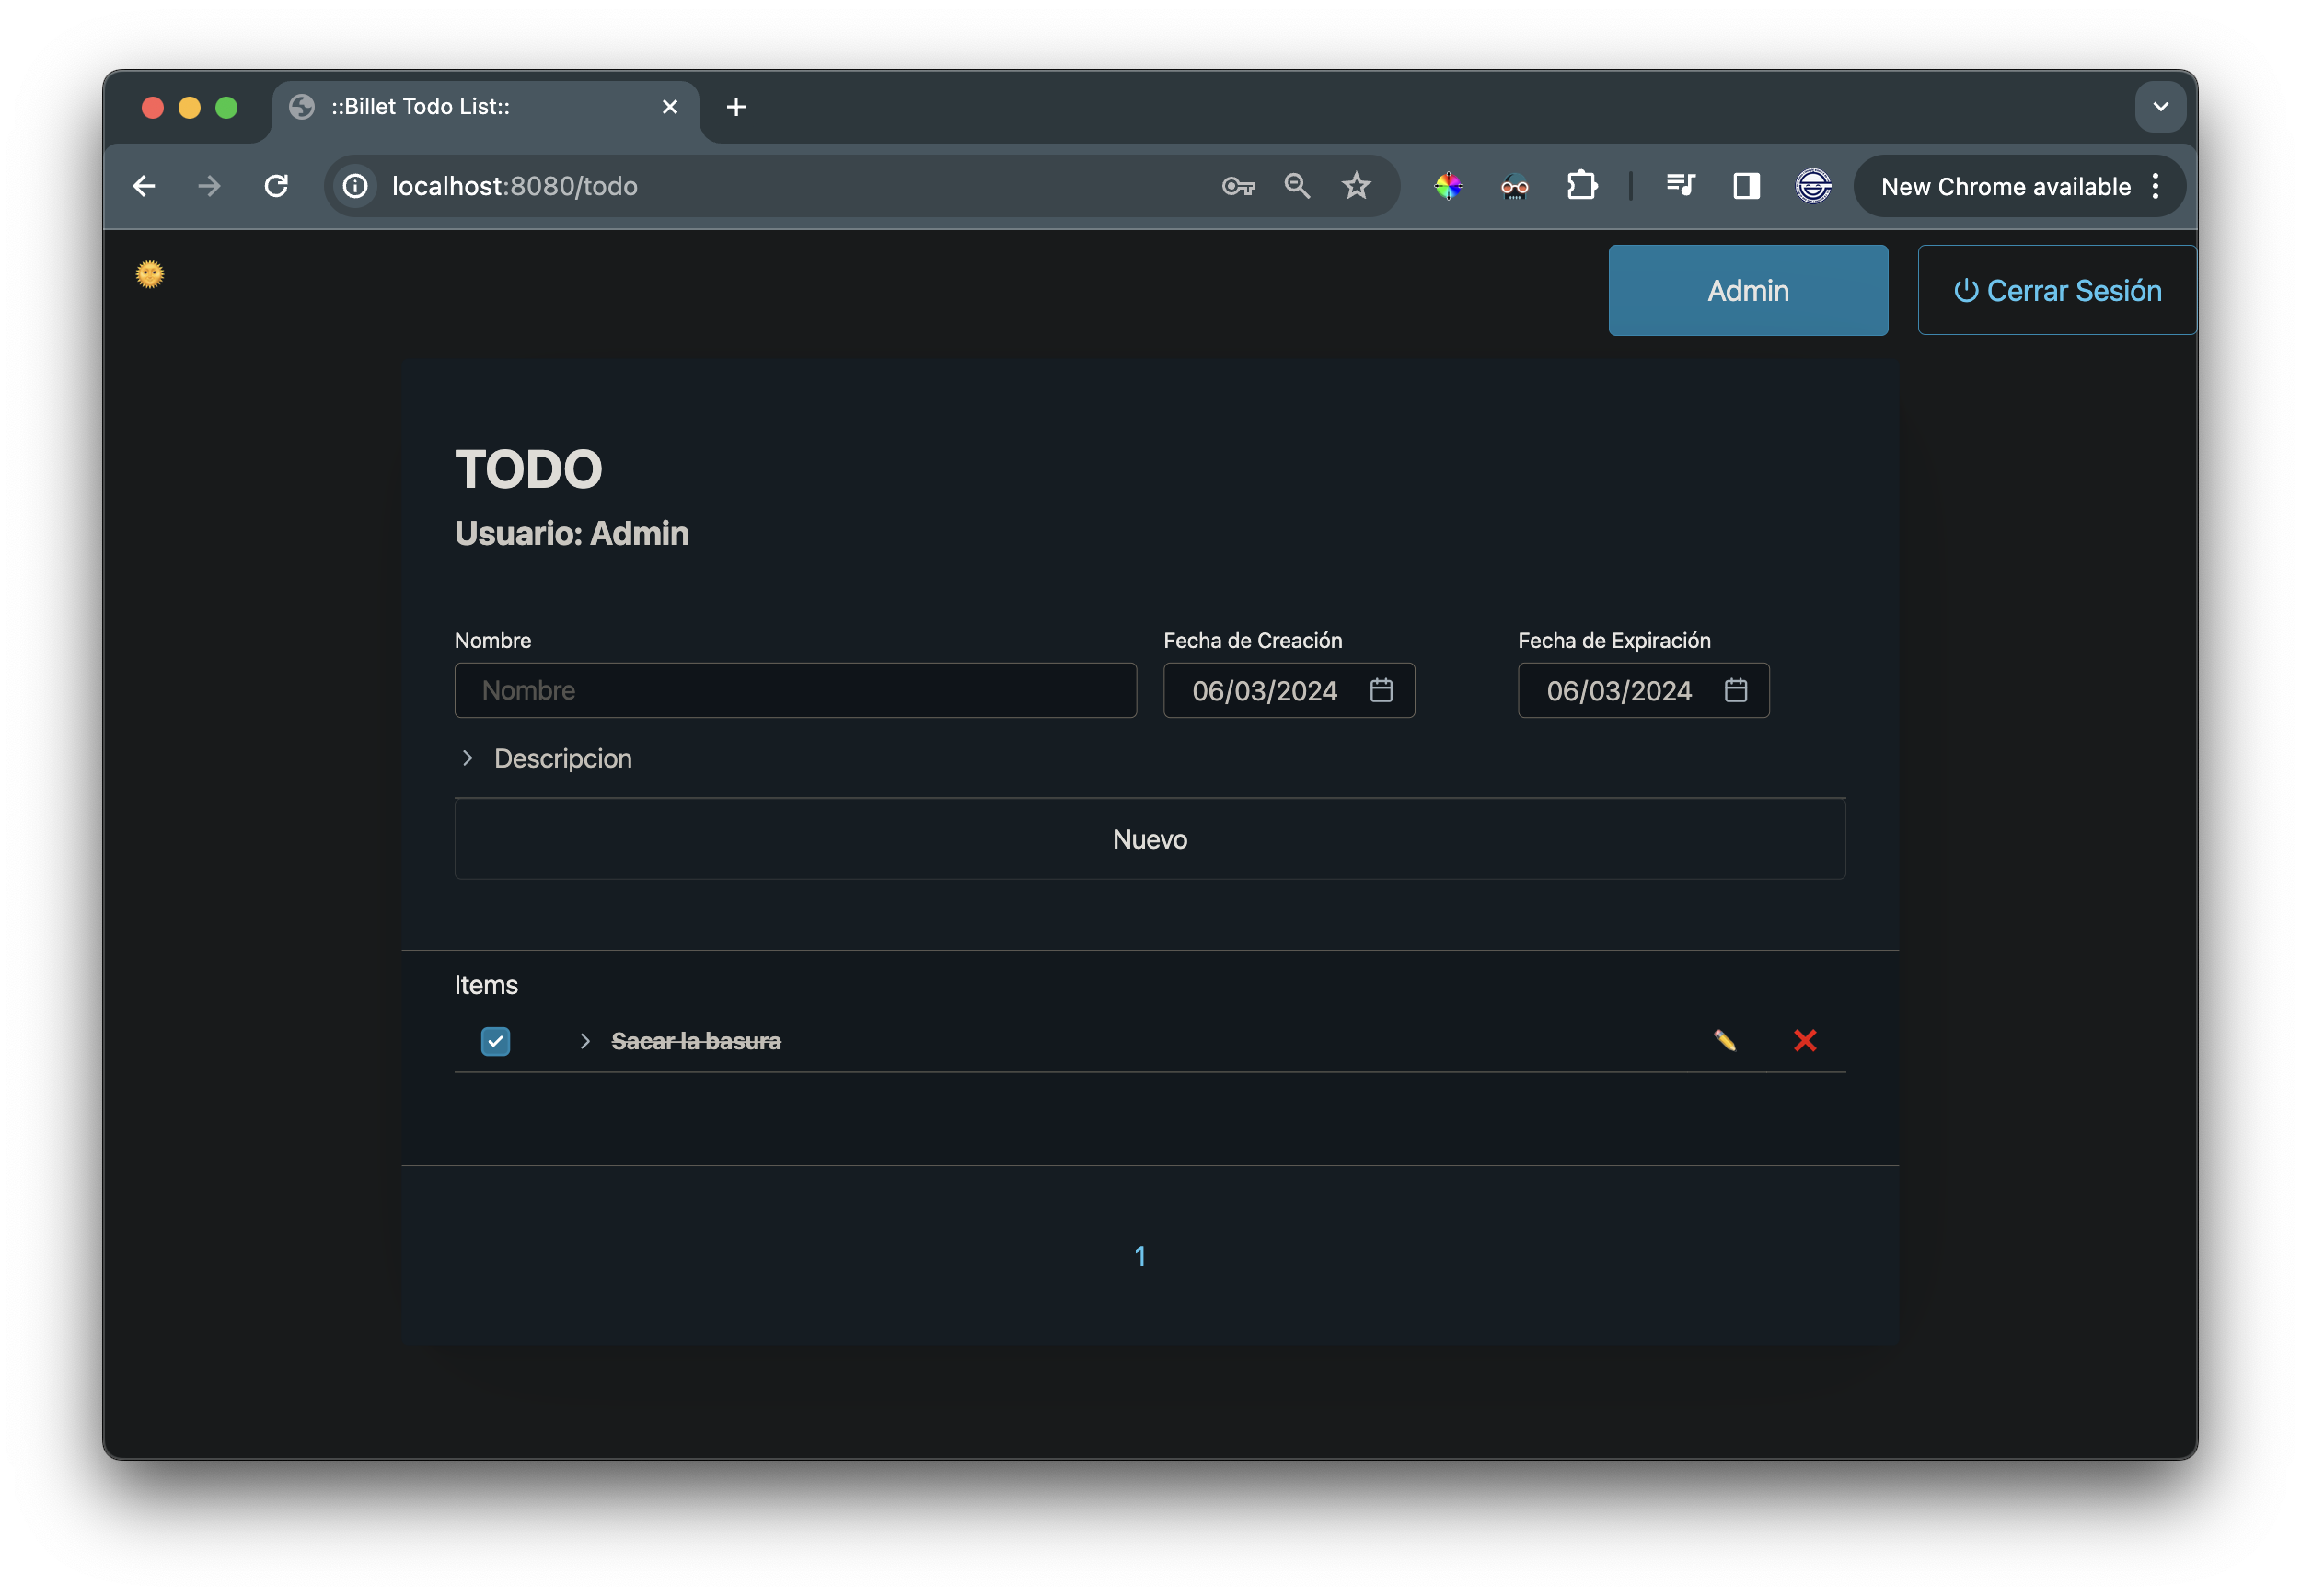 ::Billet Todo List::
localhost:8080/todo
New Chrome available
Admin
Cerrar Sesión
TODO
Usuario: Admin
Nombre
Fecha de Creación
Fecha de Expiración
Nombre
06/03/2024
06/03/2024
Descripcion
Nuevo
Items
Sacar la basura
1